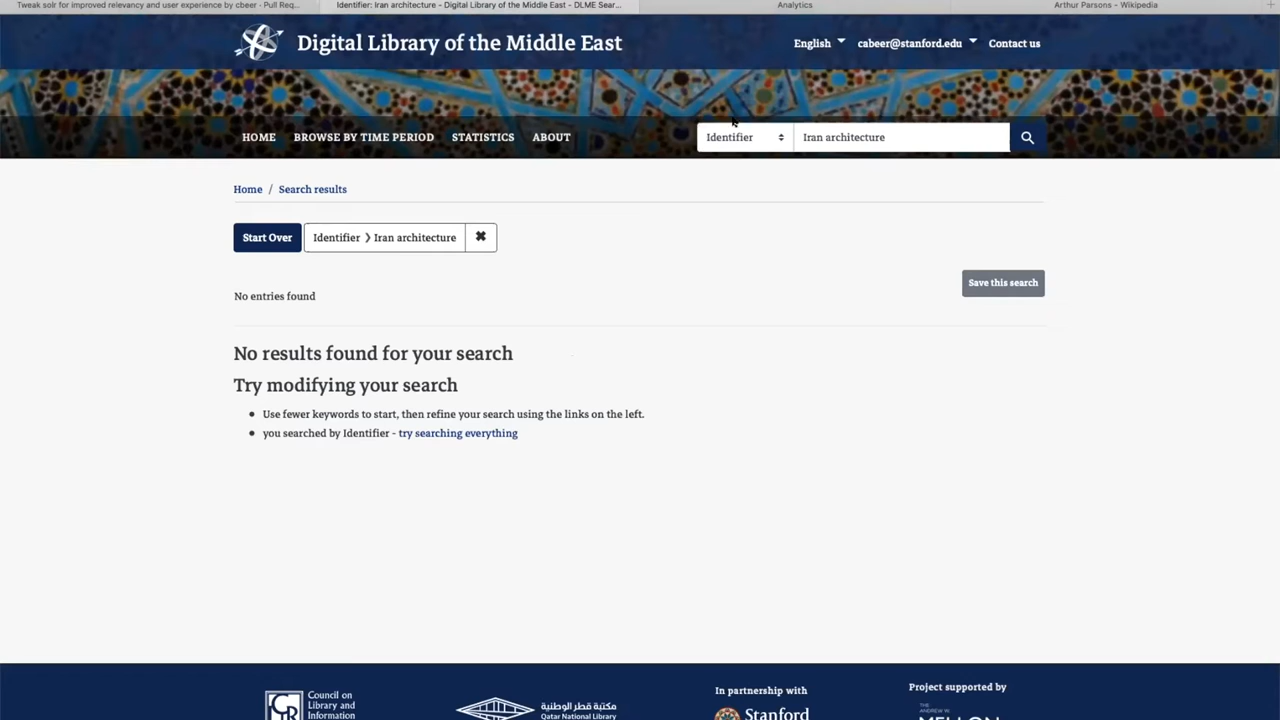 Tweak solr for improved relevancy and user experience by cbeer - Pull Req...
Identifier: Iran architecture - Digital Library of the Middle East - DLME Sear...
Analytics
Arthur Parsons - Wikipedia
Digital Library of the Middle East
English
cabeer@stanford.edu
Contact us
HOME
BROWSE BY TIME PERIOD
STATISTICS
ABOUT
Identifier
Iran architecture
Home / Search results
Start Over
Identifier ❯ Iran architecture ✖
Save this search
No entries found
No results found for your search
Try modifying your search
• Use fewer keywords to start, then refine your search using the links on the left.
• you searched by Identifier - try searching everything
Council on
Library and
Information
مكتبة قطر الوطنية
Qatar National Library
In partnership with
Stanford
Project supported by
THE
ANDREW W.
MELLON